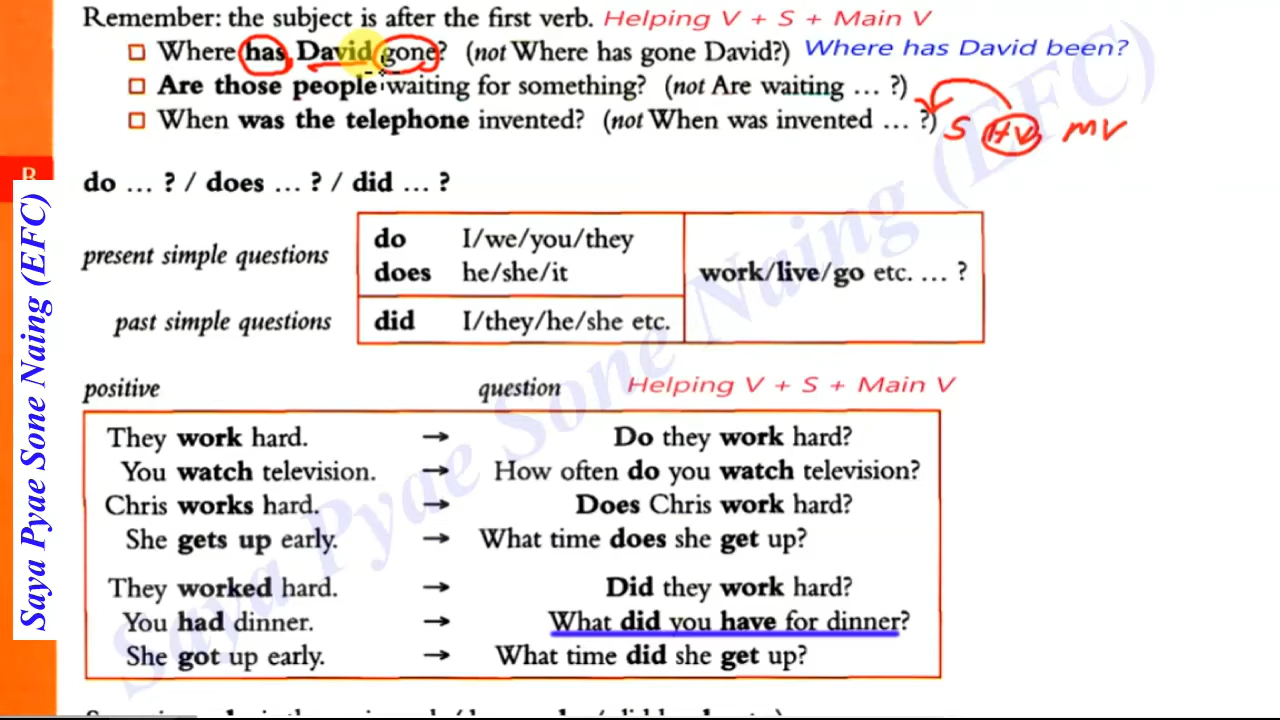 Remember: the subject is after the first verb. Helping V + S + Main V
Where has David gone? (not Where has gone David?) Where has David been?
Are those people waiting for something? (not Are waiting … ?)
When was the telephone invented? (not When was invented … ?) S HV MV
B
do … ? / does … ? / did … ?
present simple questions
do I/we/you/they
does he/she/it
work/live/go etc. … ?
past simple questions
did I/they/he/she etc.
positive question Helping V + S + Main V
They work hard. → Do they work hard?
You watch television. → How often do you watch television?
Chris works hard. → Does Chris work hard?
She gets up early. → What time does she get up?
They worked hard. → Did they work hard?
You had dinner. → What did you have for dinner?
She got up early. → What time did she get up?
Saya Pyae Sone Naing (EFC)
Saya Pyae Sone Naing (EFC)